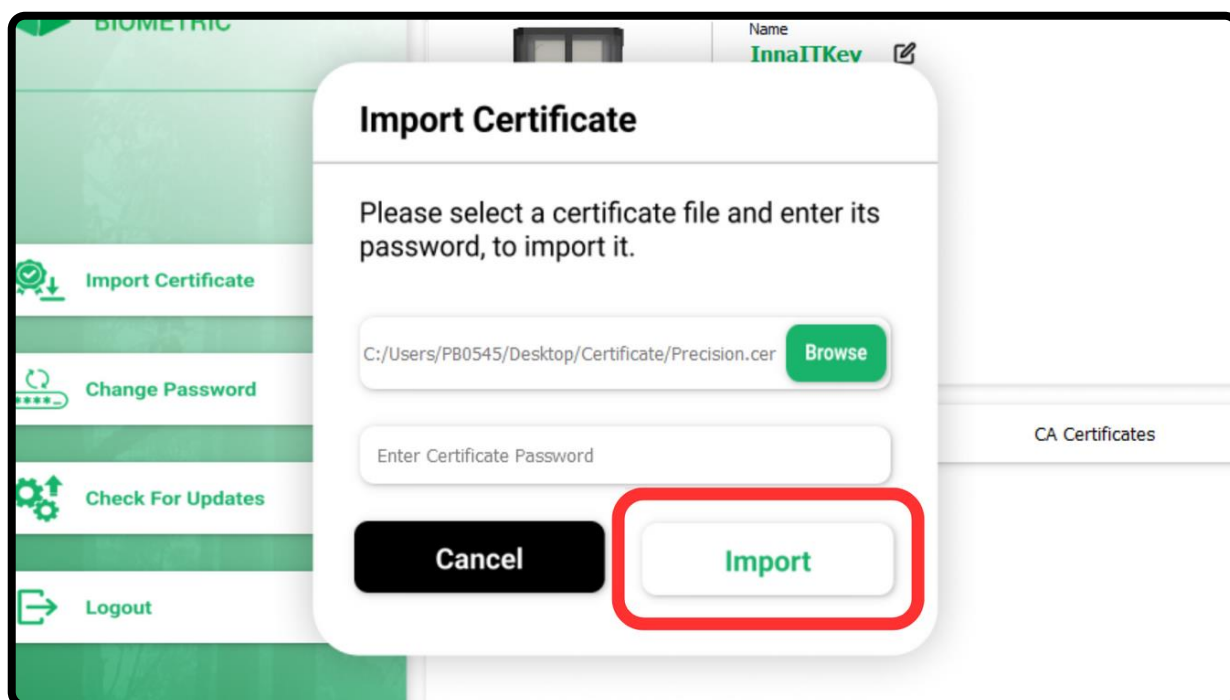 BIOMETRIC
Name
InnaITKey
Import Certificate
Please select a certificate file and enter its
password, to import it.
Import Certificate
C:/Users/PB0545/Desktop/Certificate/Precision.cer
Browse
Change Password
CA Certificates
Enter Certificate Password
Check For Updates
Cancel
Import
Logout